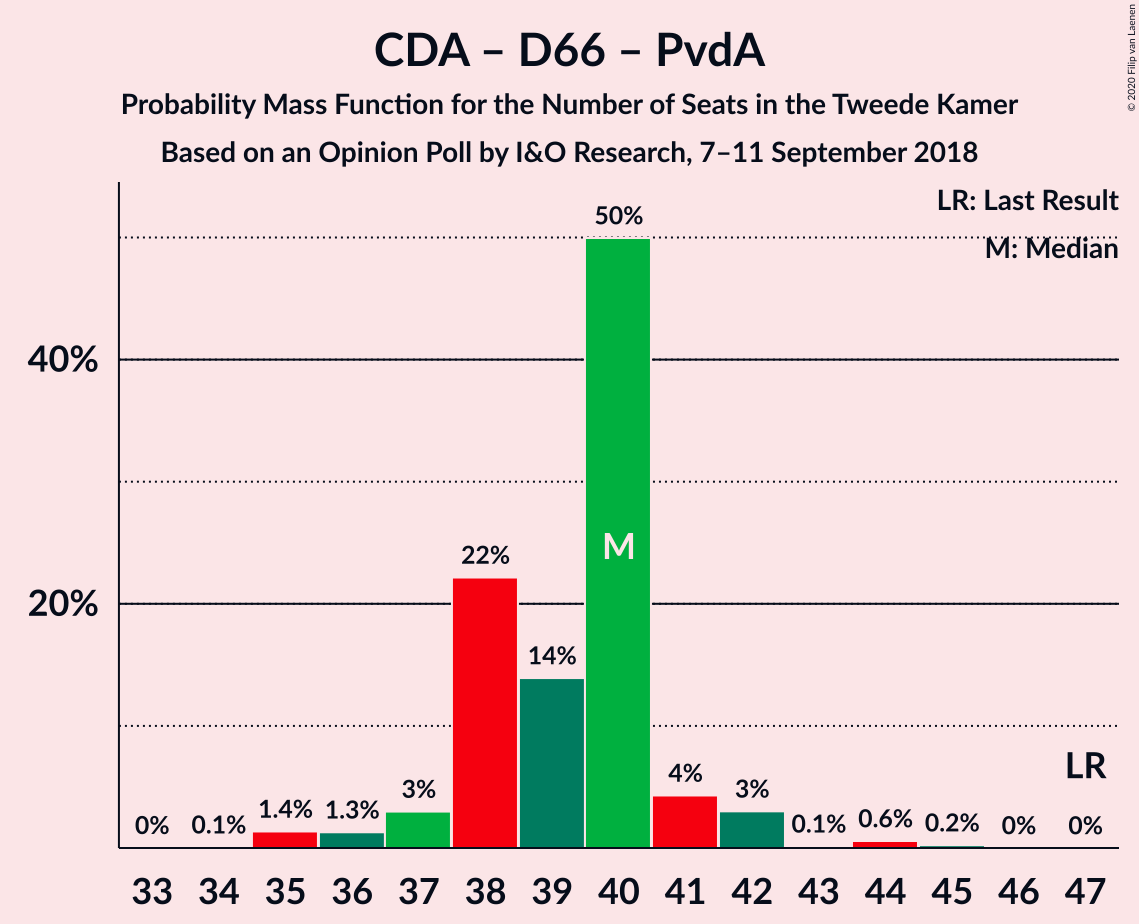 CDA – D66 – PvdA
Probability Mass Function for the Number of Seats in the Tweede Kamer
Based on an Opinion Poll by I&O Research, 7–11 September 2018
© 2020 Filip van Laenen
LR: Last Result
M: Median
40%
20%
0%
0.1%
1.4%
1.3%
3%
22%
14%
50%
4%
3%
0.1%
0.6%
0.2%
0%
0%
M
LR
33 34 35 36 37 38 39 40 41 42 43 44 45 46 47